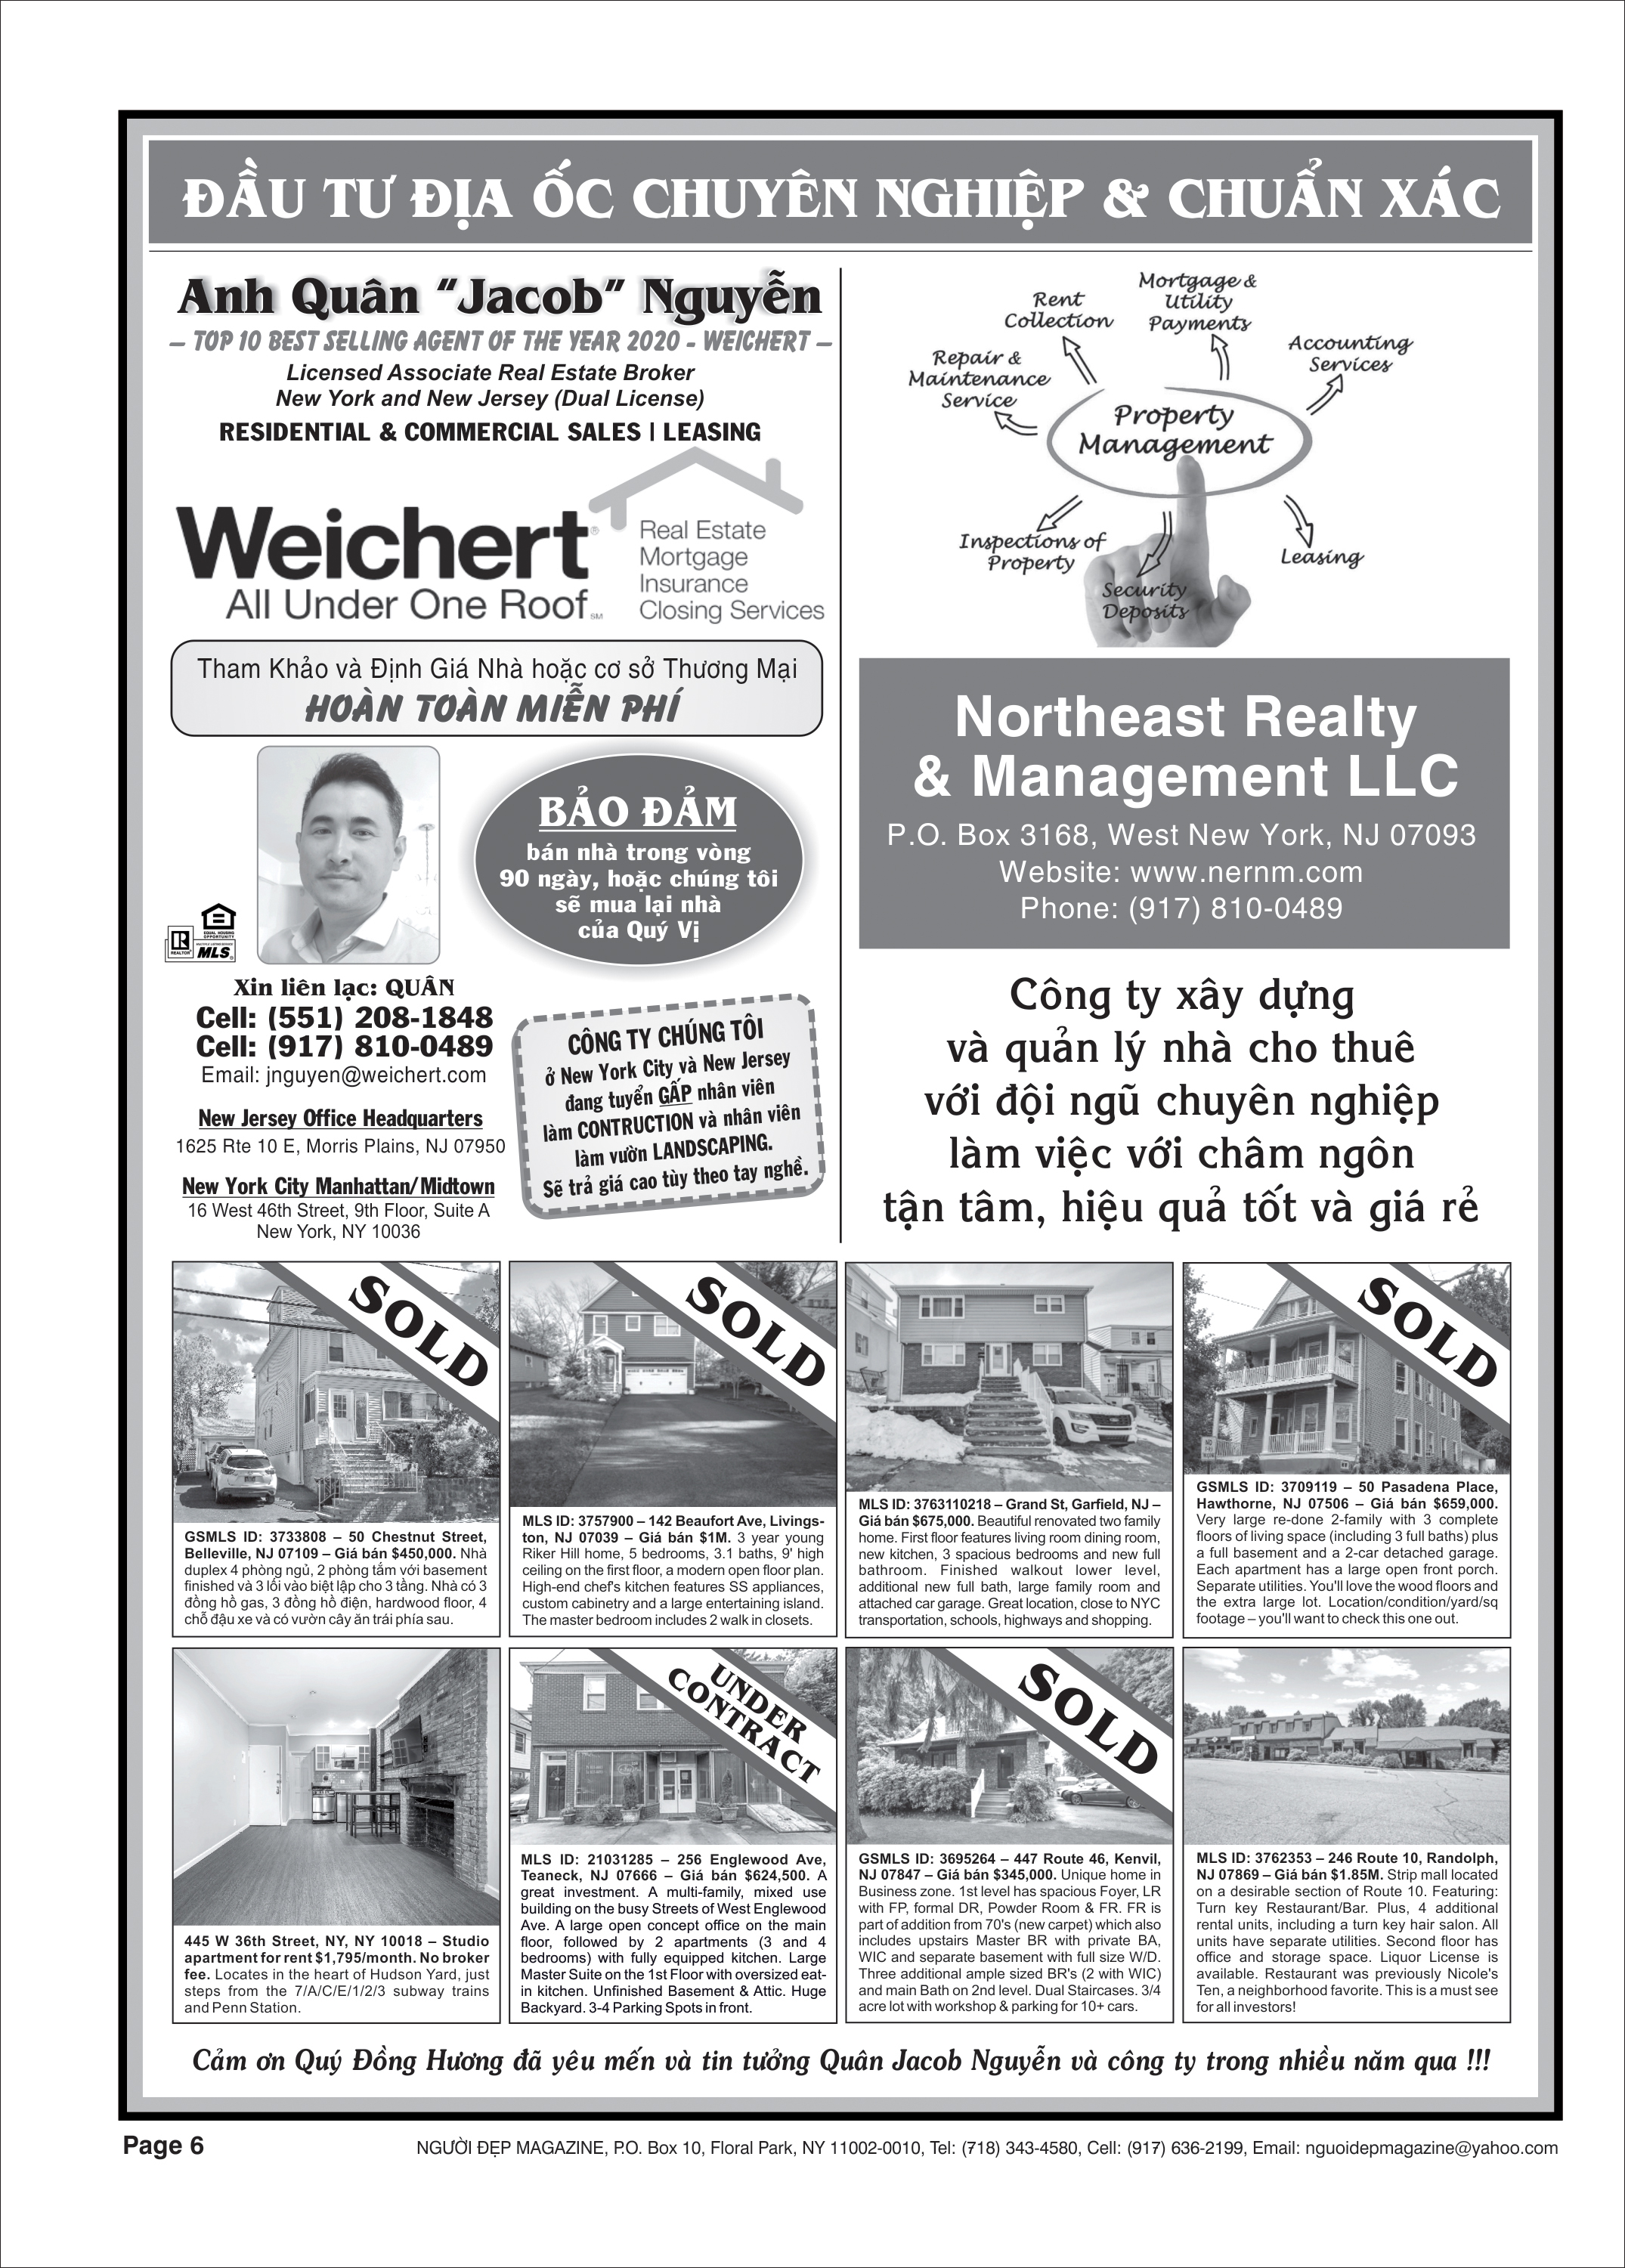 ĐẦU TƯ ĐỊA ỐC CHUYÊN NGHIỆP & CHUẨN XÁC
Anh Quân "Jacob" Nguyễn
– TOP 10 BEST SELLING AGENT OF THE YEAR 2020 - WEICHERT –
Licensed Associate Real Estate Broker
New York and New Jersey (Dual License)
RESIDENTIAL & COMMERCIAL SALES | LEASING
Weichert®
All Under One Roof SM
Real Estate
Mortgage
Insurance
Closing Services
Tham Khảo và Định Giá Nhà hoặc cơ sở Thương Mại
HOÀN TOÀN MIỄN PHÍ
BẢO ĐẢM
bán nhà trong vòng
90 ngày, hoặc chúng tôi
sẽ mua lại nhà
của Quý Vị
EQUAL HOUSING
OPPORTUNITY
REALTOR®
MULTIPLE LISTING SERVICE
MLS®
Xin liên lạc: QUÂN
Cell: (551) 208-1848
Cell: (917) 810-0489
Email: jnguyen@weichert.com
New Jersey Office Headquarters
1625 Rte 10 E, Morris Plains, NJ 07950
New York City Manhattan/Midtown
16 West 46th Street, 9th Floor, Suite A
New York, NY 10036
CÔNG TY CHÚNG TÔI
ở New York City và New Jersey
đang tuyển GẤP nhân viên
làm CONTRUCTION và nhân viên
làm vườn LANDSCAPING.
Sẽ trả giá cao tùy theo tay nghề.
Mortgage &
Utility
Payments
Rent
Collection
Accounting
Services
Repair &
Maintenance
Service
Property
Management
Inspections of
Property
Security
Deposits
Leasing
Northeast Realty
& Management LLC
P.O. Box 3168, West New York, NJ 07093
Website: www.nernm.com
Phone: (917) 810-0489
Công ty xây dựng
và quản lý nhà cho thuê
với đội ngũ chuyên nghiệp
làm việc với châm ngôn
tận tâm, hiệu quả tốt và giá rẻ
SOLD
GSMLS ID: 3733808 – 50 Chestnut Street,
Belleville, NJ 07109 – Giá bán $450,000. Nhà
duplex 4 phòng ngủ, 2 phòng tắm với basement
finished và 3 lối vào biệt lập cho 3 tầng. Nhà có 3
đồng hồ gas, 3 đồng hồ điện, hardwood floor, 4
chỗ đậu xe và có vườn cây ăn trái phía sau.
SOLD
MLS ID: 3757900 – 142 Beaufort Ave, Livings-
ton, NJ 07039 – Giá bán $1M. 3 year young
Riker Hill home, 5 bedrooms, 3.1 baths, 9' high
ceiling on the first floor, a modern open floor plan.
High-end chef's kitchen features SS appliances,
custom cabinetry and a large entertaining island.
The master bedroom includes 2 walk in closets.
MLS ID: 3763110218 – Grand St, Garfield, NJ –
Giá bán $675,000. Beautiful renovated two family
home. First floor features living room dining room,
new kitchen, 3 spacious bedrooms and new full
bathroom. Finished walkout lower level,
additional new full bath, large family room and
attached car garage. Great location, close to NYC
transportation, schools, highways and shopping.
SOLD
GSMLS ID: 3709119 – 50 Pasadena Place,
Hawthorne, NJ 07506 – Giá bán $659,000.
Very large re-done 2-family with 3 complete
floors of living space (including 3 full baths) plus
a full basement and a 2-car detached garage.
Each apartment has a large open front porch.
Separate utilities. You'll love the wood floors and
the extra large lot. Location/condition/yard/sq
footage – you'll want to check this one out.
445 W 36th Street, NY, NY 10018 – Studio
apartment for rent $1,795/month. No broker
fee. Locates in the heart of Hudson Yard, just
steps from the 7/A/C/E/1/2/3 subway trains
and Penn Station.
UNDER
CONTRACT
MLS ID: 21031285 – 256 Englewood Ave,
Teaneck, NJ 07666 – Giá bán $624,500. A
great investment. A multi-family, mixed use
building on the busy Streets of West Englewood
Ave. A large open concept office on the main
floor, followed by 2 apartments (3 and 4
bedrooms) with fully equipped kitchen. Large
Master Suite on the 1st Floor with oversized eat-
in kitchen. Unfinished Basement & Attic. Huge
Backyard. 3-4 Parking Spots in front.
SOLD
GSMLS ID: 3695264 – 447 Route 46, Kenvil,
NJ 07847 – Giá bán $345,000. Unique home in
Business zone. 1st level has spacious Foyer, LR
with FP, formal DR, Powder Room & FR. FR is
part of addition from 70's (new carpet) which also
includes upstairs Master BR with private BA,
WIC and separate basement with full size W/D.
Three additional ample sized BR's (2 with WIC)
and main Bath on 2nd level. Dual Staircases. 3/4
acre lot with workshop & parking for 10+ cars.
MLS ID: 3762353 – 246 Route 10, Randolph,
NJ 07869 – Giá bán $1.85M. Strip mall located
on a desirable section of Route 10. Featuring:
Turn key Restaurant/Bar. Plus, 4 additional
rental units, including a turn key hair salon. All
units have separate utilities. Second floor has
office and storage space. Liquor License is
available. Restaurant was previously Nicole's
Ten, a neighborhood favorite. This is a must see
for all investors!
Cảm ơn Quý Đồng Hương đã yêu mến và tin tưởng Quân Jacob Nguyễn và công ty trong nhiều năm qua !!!
Page 6
NGƯỜI ĐẸP MAGAZINE, P.O. Box 10, Floral Park, NY 11002-0010, Tel: (718) 343-4580, Cell: (917) 636-2199, Email: nguoidepmagazine@yahoo.com